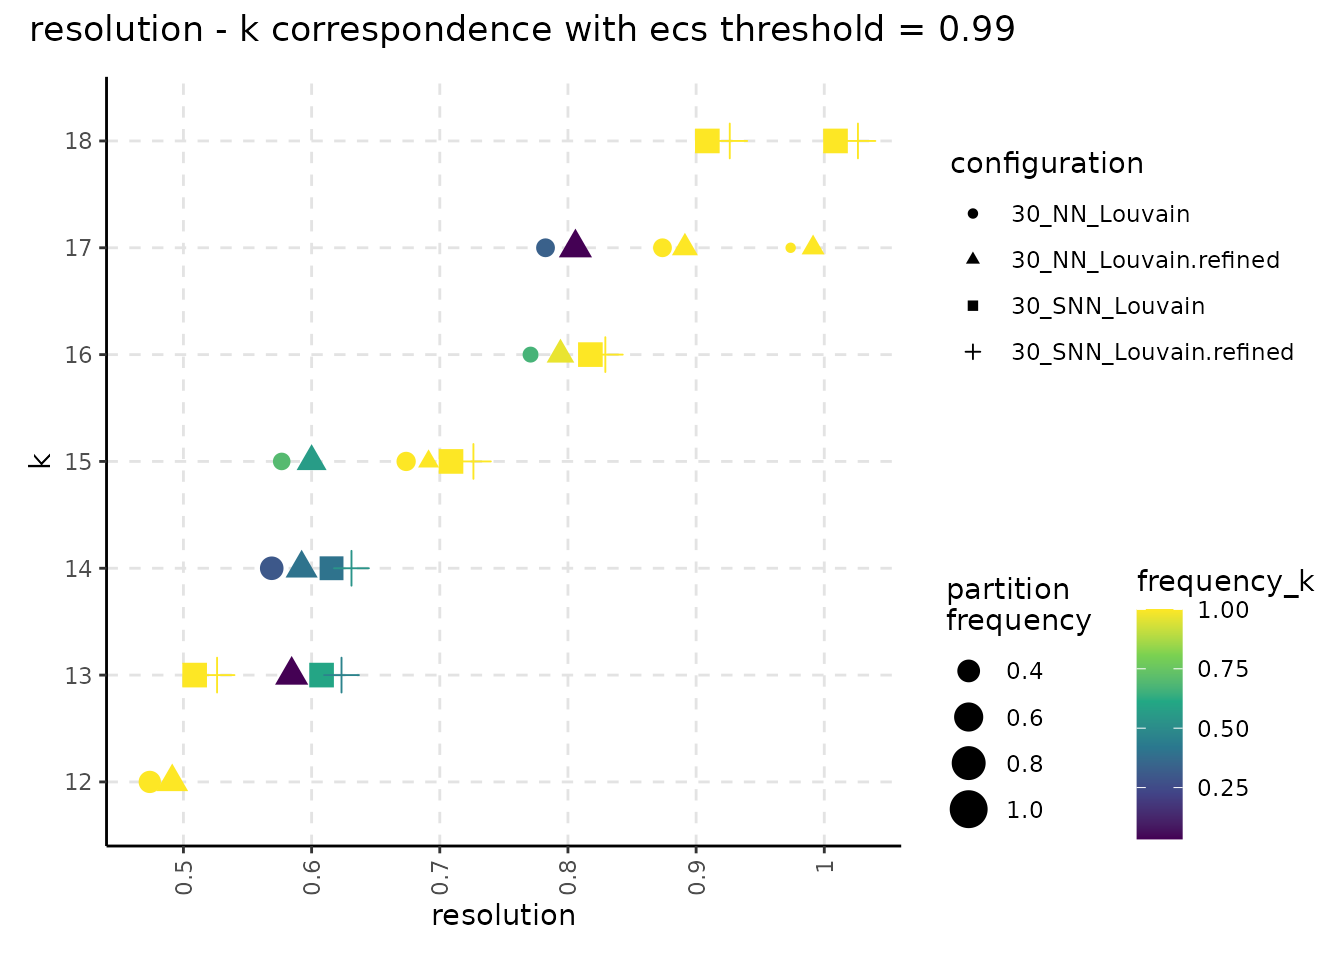 resolution - k correspondence with ecs threshold = 0.99
18
17
16
15
14
13
12
k
0.5
0.6
0.7
0.8
0.9
1
resolution
configuration
30_NN_Louvain
30_NN_Louvain.refined
30_SNN_Louvain
30_SNN_Louvain.refined
partition
frequency
0.4
0.6
0.8
1.0
frequency_k
1.00
0.75
0.50
0.25